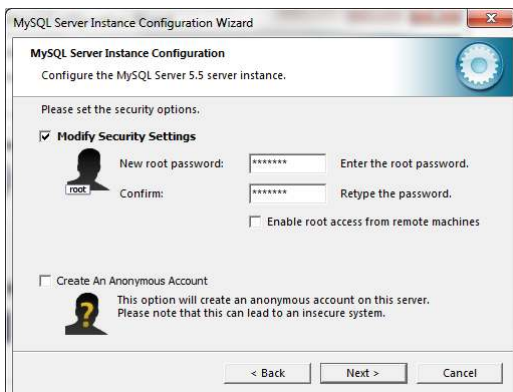 MySQL Server Instance Configuration Wizard
MySQL Server Instance Configuration
Configure the MySQL Server 5.5 server instance.
Please set the security options.
Modify Security Settings
New root password: ******* Enter the root password.
root
Confirm: ******* Retype the password.
Enable root access from remote machines
Create An Anonymous Account
This option will create an anonymous account on this server.
Please note that this can lead to an insecure system.
< Back Next > Cancel